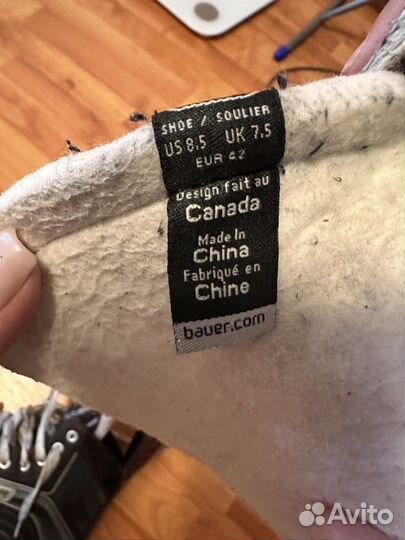 SHOE / SOULIER
US 8.5 UK 7.5
EUR 42
Design fait au
Canada
Made In
China
Fabriqué en
Chine
bauer.com
Avito